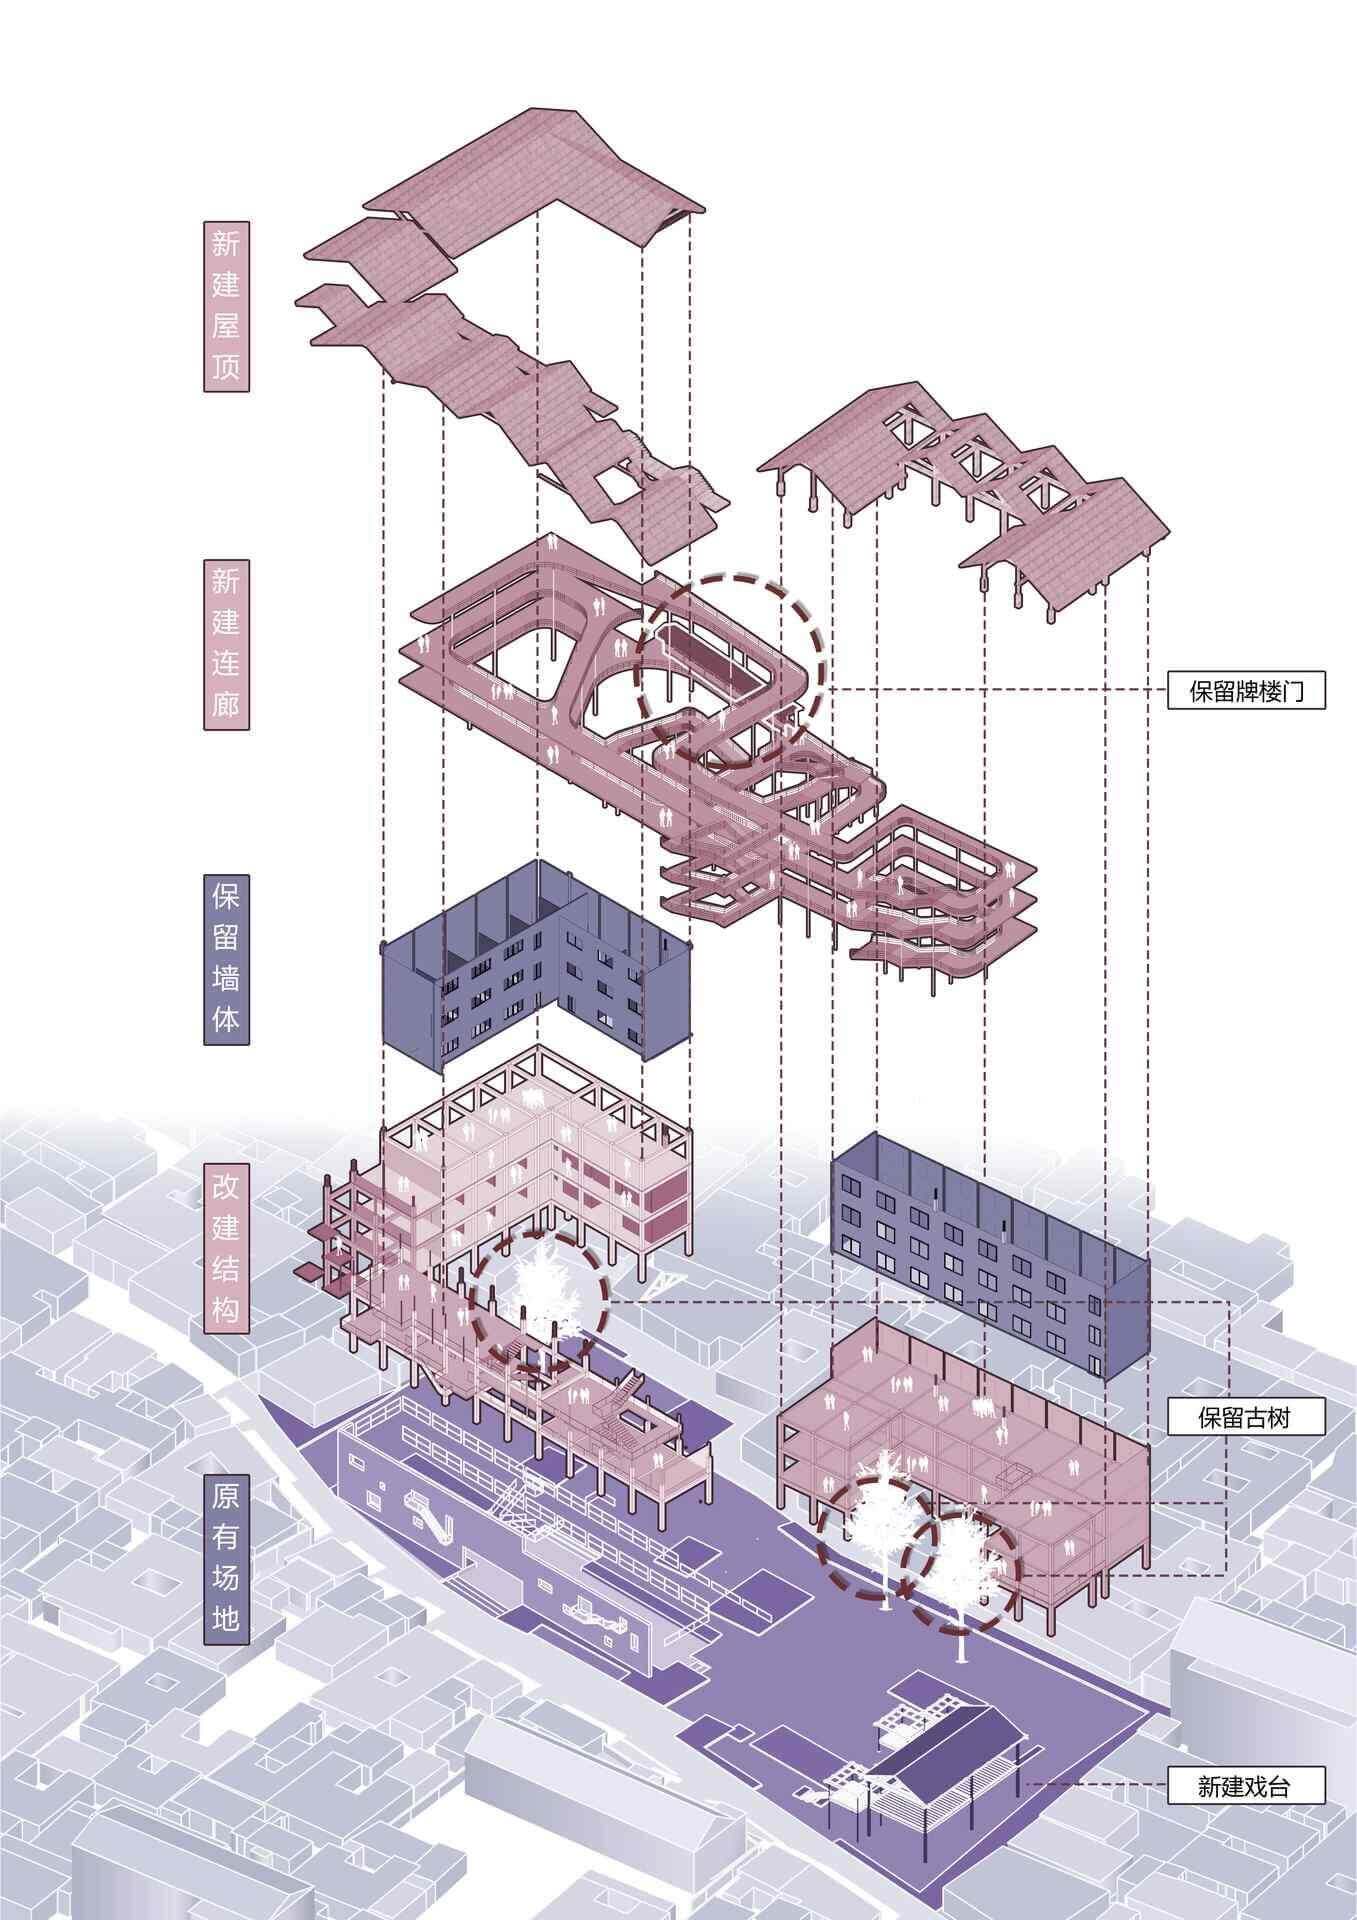 新建屋顶
新建连廊
保留牌楼门
保留墙体
改建结构
保留古树
原有场地
新建戏台